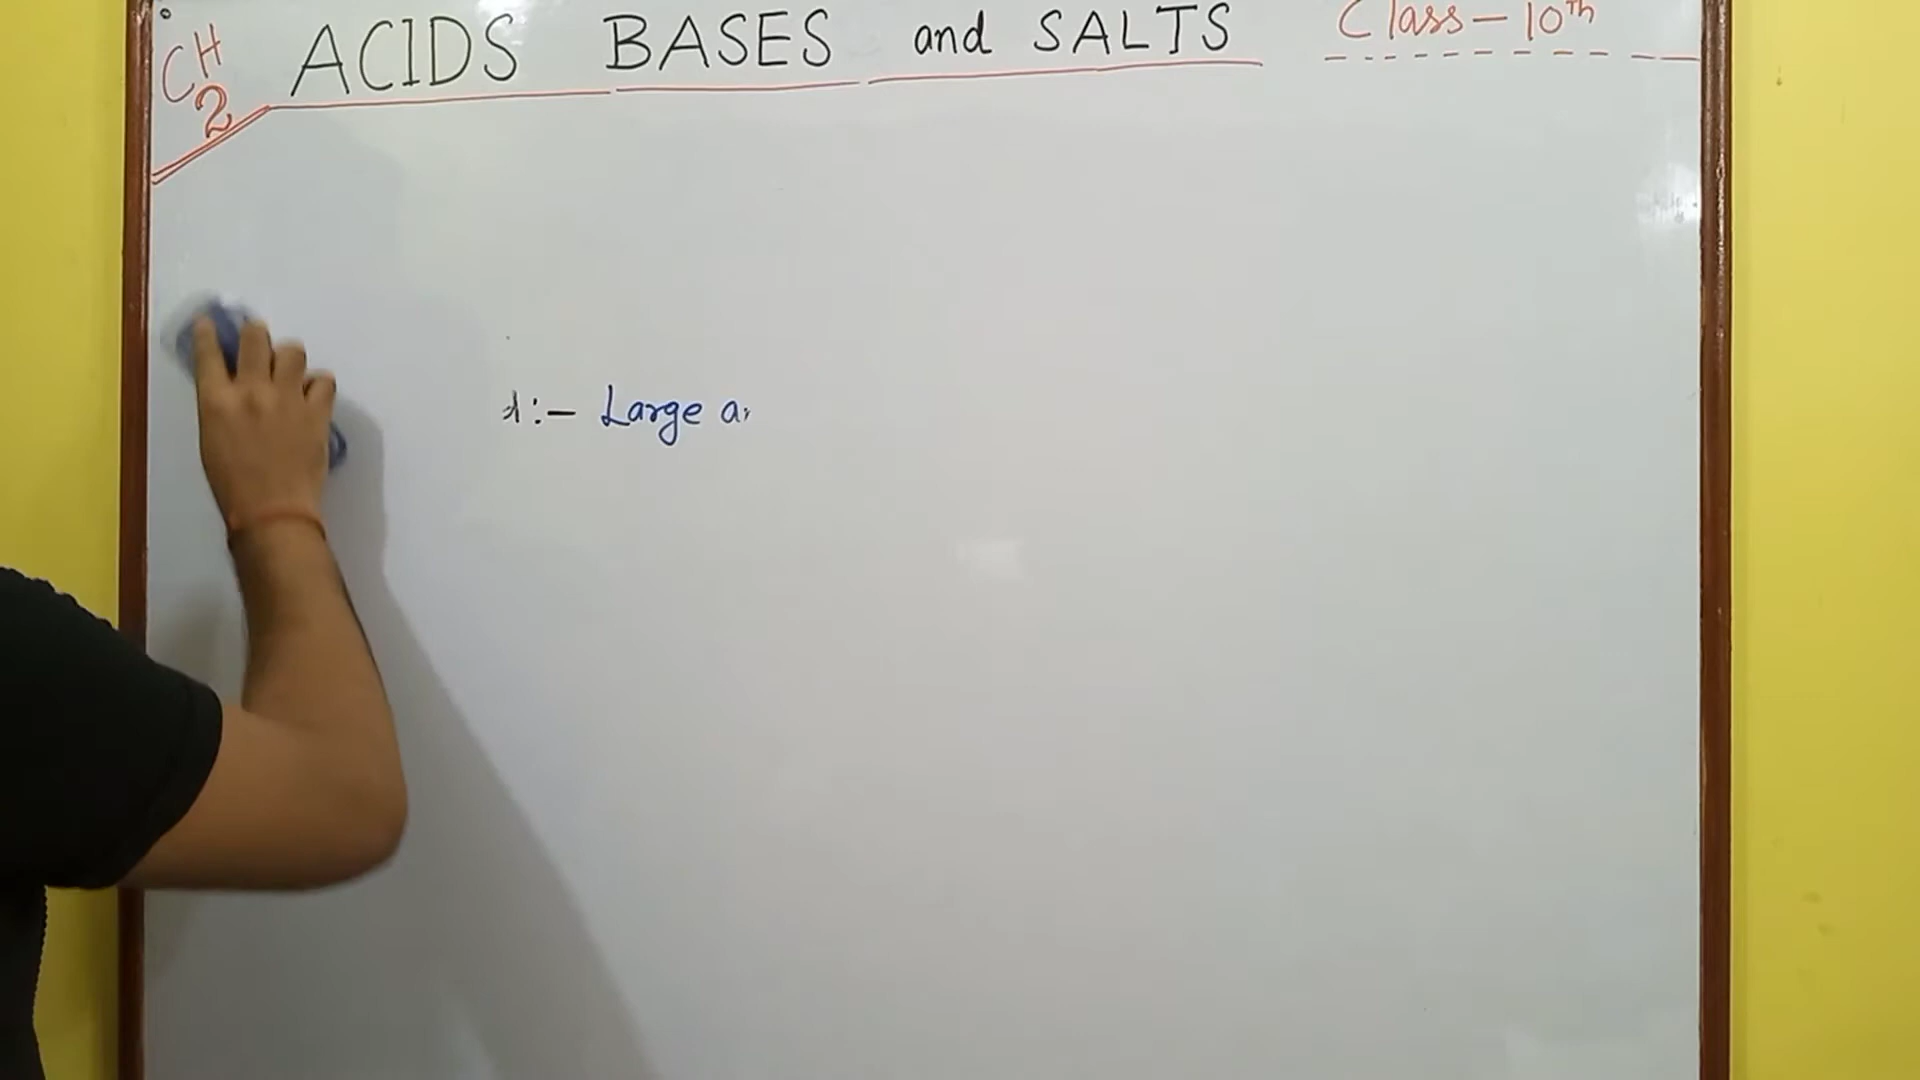 CH 2 ACIDS BASES and SALTS Class - 10th
:- Large